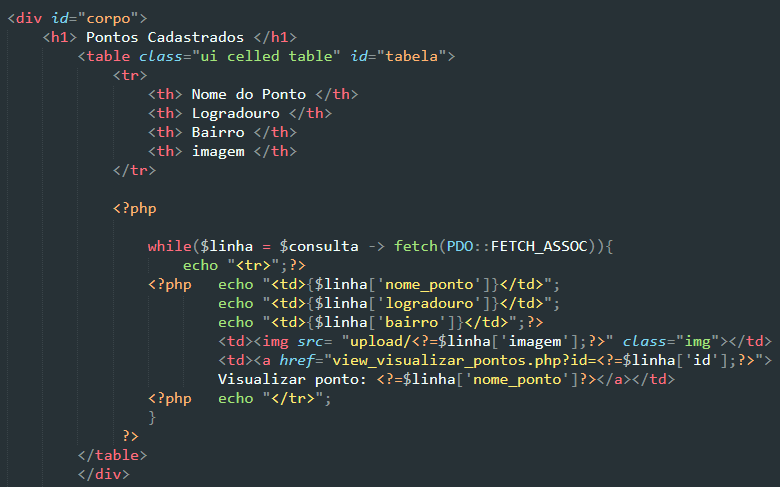 <div id="corpo">
<h1> Pontos Cadastrados </h1>
<table class="ui celled table" id="tabela">
<tr>
<th> Nome do Ponto </th>
<th> Logradouro </th>
<th> Bairro </th>
<th> imagem </th>
</tr>
<?php
while($linha = $consulta -> fetch(PDO::FETCH_ASSOC)){
echo "<tr>";?>
<?php   echo "<td>{$linha['nome_ponto']}</td>";
echo "<td>{$linha['logradouro']}</td>";
echo "<td>{$linha['bairro']}</td>";?>
<td><img src= "upload/<?=$linha['imagem'];?>" class="img"></td>
<td><a href="view_visualizar_pontos.php?id=<?=$linha['id'];?>">
Visualizar ponto: <?=$linha['nome_ponto']?></a></td>
<?php   echo "</tr>";
}
?>
</table>
</div>